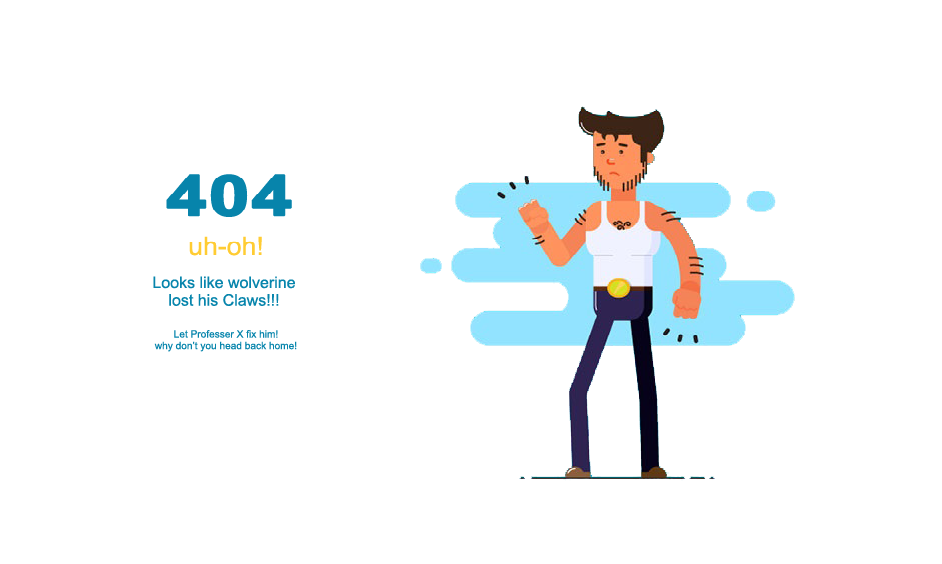 404
uh-oh!
Looks like wolverine
lost his Claws!!!
Let Professer X fix him!
why don't you head back home!